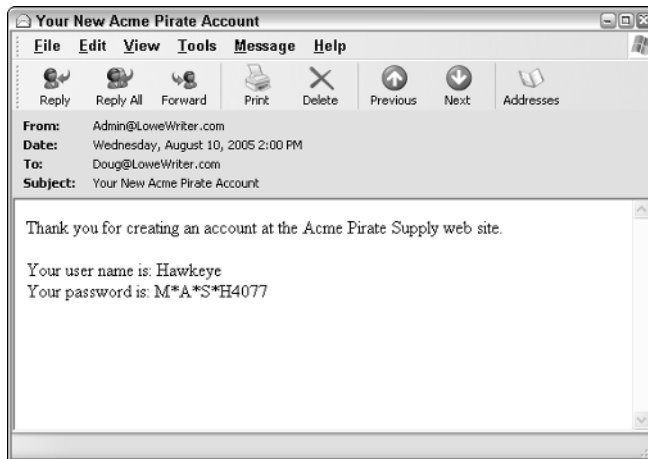 Your New Acme Pirate Account
File Edit View Tools Message Help
Reply Reply All Forward Print Delete Previous Next Addresses
From: Admin@LoweWriter.com
Date: Wednesday, August 10, 2005 2:00 PM
To: Doug@LoweWriter.com
Subject: Your New Acme Pirate Account
Thank you for creating an account at the Acme Pirate Supply web site.
Your user name is: Hawkeye
Your password is: M*A*S*H4077